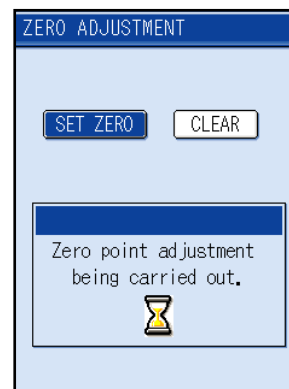 ZERO ADJUSTMENT
SET ZERO CLEAR
Zero point adjustment
being carried out.